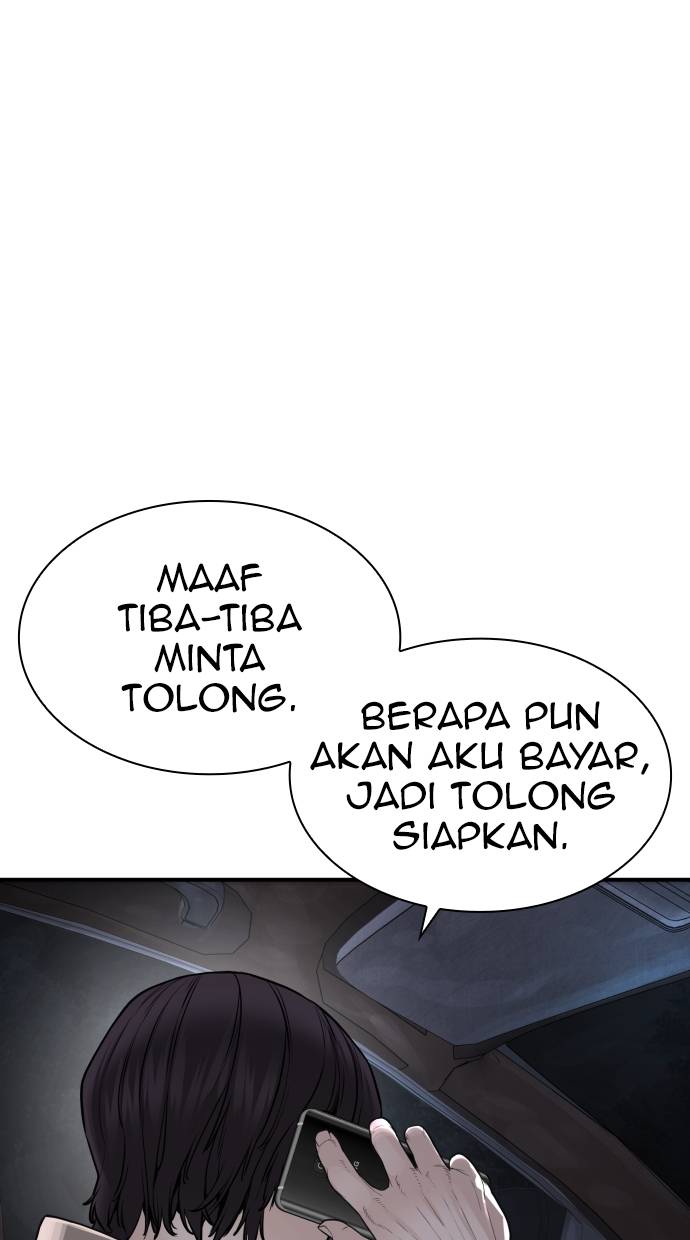 MAAF
TIBA-TIBA
MINTA
TOLONG.
BERAPA PUN
AKAN AKU BAYAR,
JADI TOLONG
SIAPKAN.